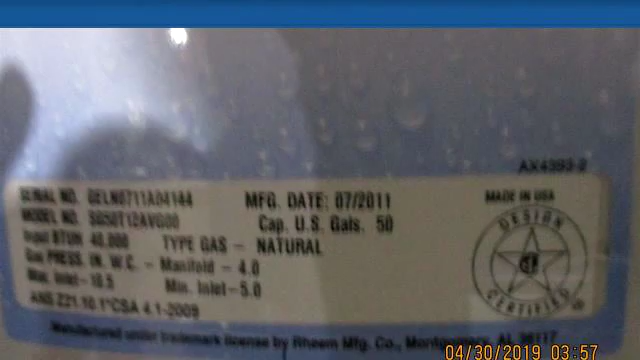 AX4393-2
SERIAL NO. GELN0711A04144
MFG. DATE: 07/2011
MADE IN USA
MODEL NO. SG50T12AVG00
Cap. U.S. Gals. 50
Input BTUH 40,000 TYPE GAS - NATURAL
Gas PRESS. IN. W.C. - Manifold - 4.0
Max. Inlet - 10.5 Min. Inlet - 5.0
ANS Z21.10.1*CSA 4.1-2009
DESIGN
CERTIFIED
Manufactured under trademark license by Rheem Mfg. Co., Montgomery, AL 36117
04/30/2019 03:57